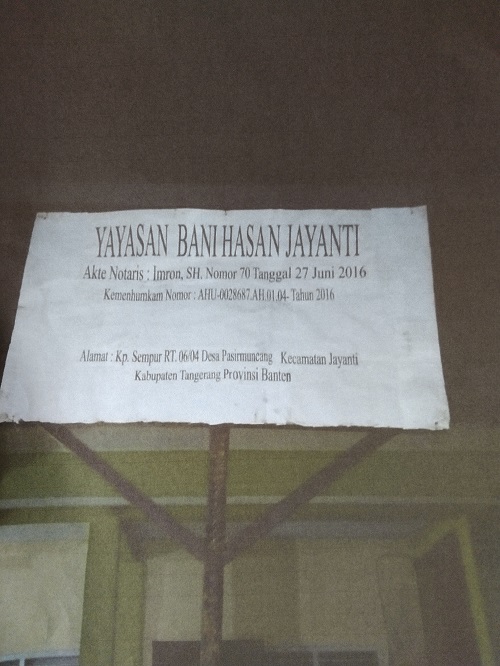 YAYASAN BANI HASAN JAYANTI
Akte Notaris : Imron, SH. Nomor 70 Tanggal 27 Juni 2016
Kemenhumkam Nomor : AHU-0028687.AH.01.04- Tahun 2016
Alamat : Kp. Sempur RT. 06/04 Desa Pasirmuncang Kecamatan Jayanti
Kabupaten Tangerang Provinsi Banten